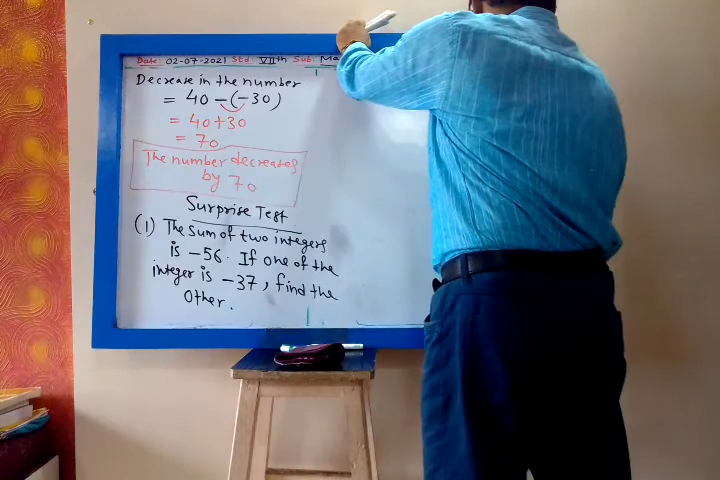 Date: 02-07-2021 Std: VIIth Sub: Ma
Decrease in the number
= 40 - (-30)
= 40 + 30
= 70
The number decreases
by 70
Surprise Test
(1) The sum of two integers
is -56. If one of the
integer is -37, find the
Other.